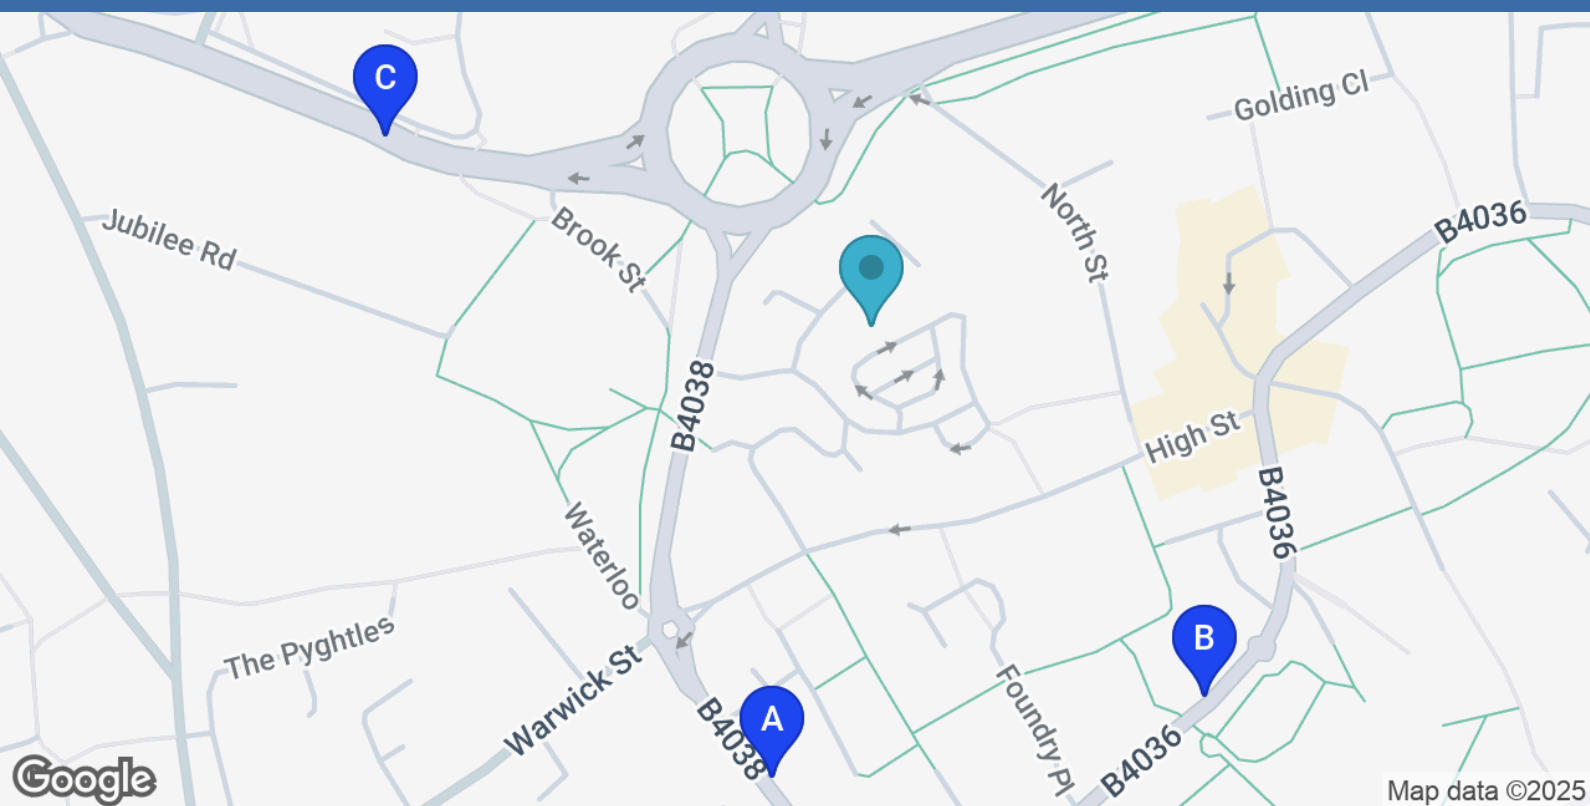 C
Golding Cl
North St
B4036
Jubilee Rd
Brook St
B4038
High St
B4036
Waterloo
The Pyghtles
Warwick St
B
B4038
A
Foundry Pl
B4036
Google
Map data ©2025